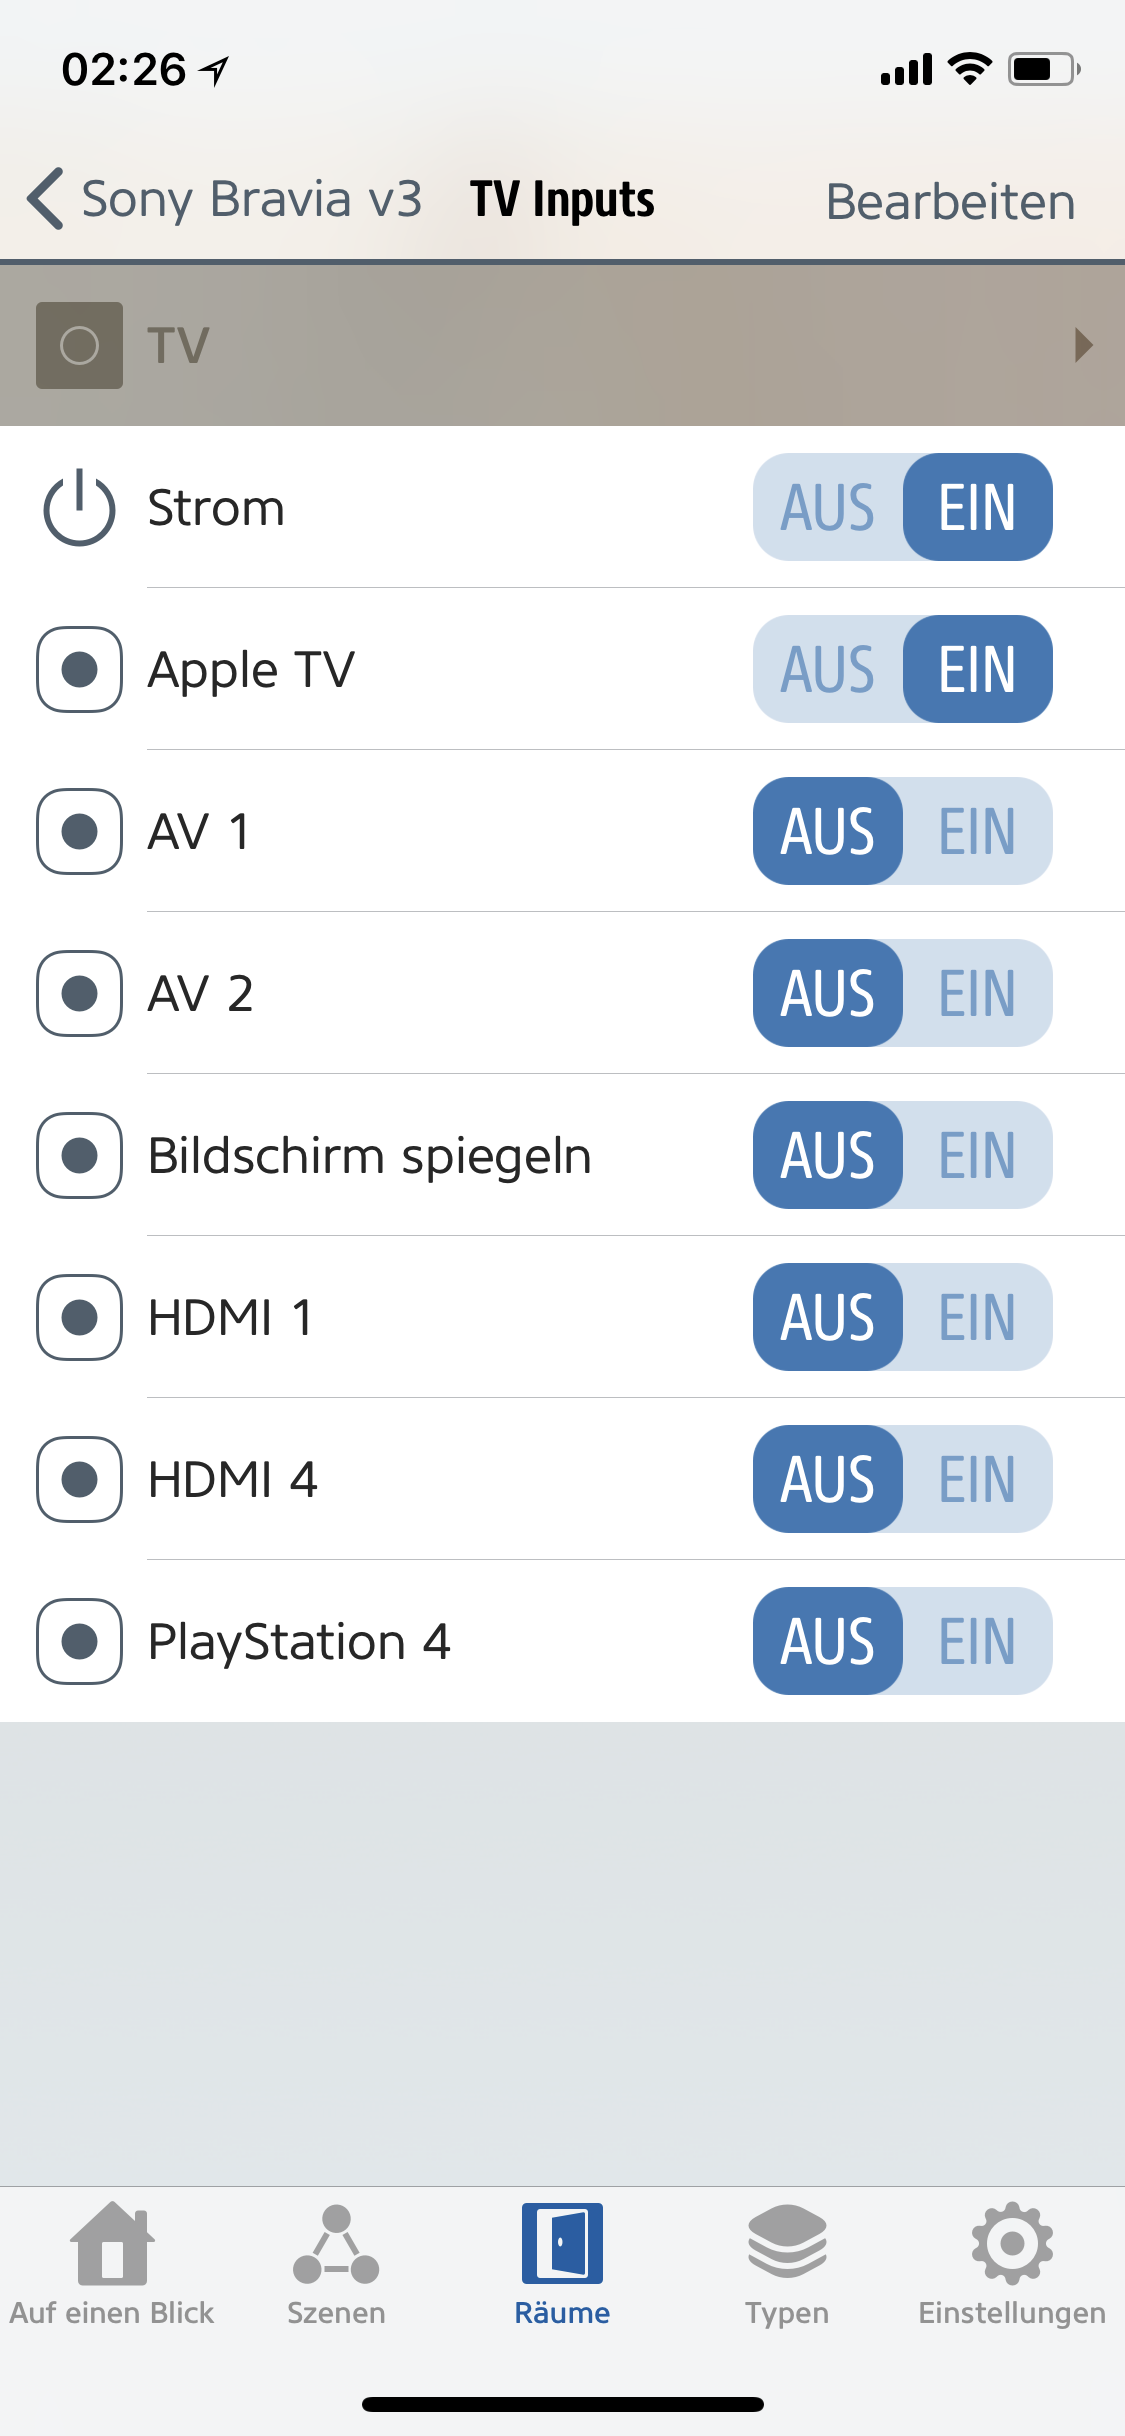 02:26
Sony Bravia v3 TV Inputs Bearbeiten
TV
Strom AUS EIN
Apple TV AUS EIN
AV 1 AUS EIN
AV 2 AUS EIN
Bildschirm spiegeln AUS EIN
HDMI 1 AUS EIN
HDMI 4 AUS EIN
PlayStation 4 AUS EIN
Auf einen Blick Szenen Räume Typen Einstellungen